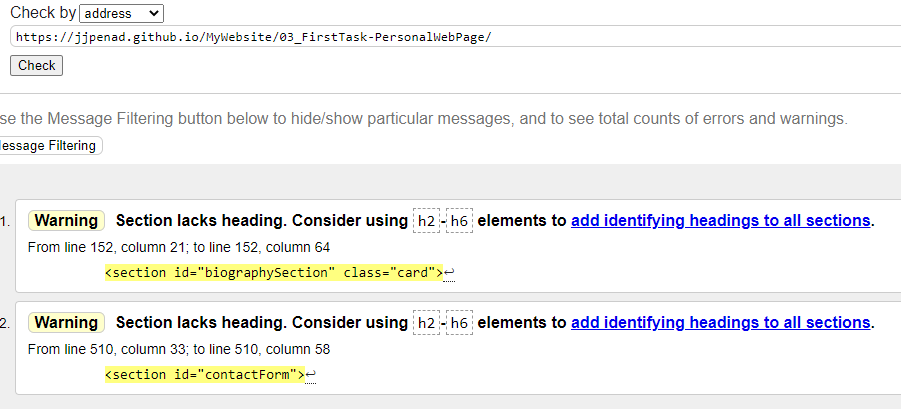 Check by address
https://jjpenad.github.io/MyWebsite/03_FirstTask-PersonalWebPage/
Check
se the Message Filtering button below to hide/show particular messages, and to see total counts of errors and warnings.
essage Filtering
1. Warning Section lacks heading. Consider using h2-h6 elements to add identifying headings to all sections.
From line 152, column 21; to line 152, column 64
<section id="biographySection" class="card">↩
2. Warning Section lacks heading. Consider using h2-h6 elements to add identifying headings to all sections.
From line 510, column 33; to line 510, column 58
<section id="contactForm">↩